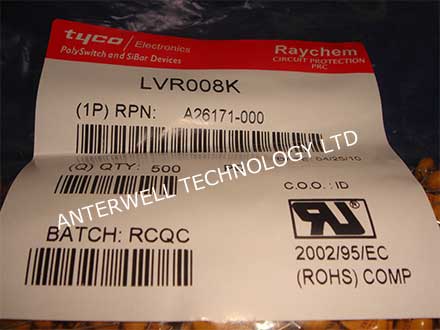 tyco / Electronics
PolySwitch and SiBar Devices
Raychem
CIRCUIT PROTECTION
PRC
LVR008K
(1P) RPN: A26171-000
(Q) QTY: 500
04/25/10
ANTERWELL TECHNOLOGY LTD
C.O.O.: ID
BATCH: RCQC
RU
2002/95/EC
(ROHS) COMP